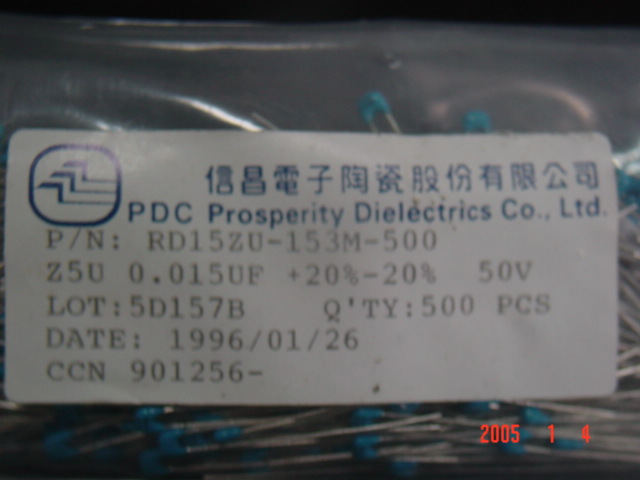 信昌電子陶瓷股份有限公司
PDC Prosperity Dielectrics Co., Ltd.
P/N: RD15ZU-153M-500
Z5U 0.015UF +20%-20% 50V
LOT:5D157B Q'TY:500 PCS
DATE: 1996/01/26
CCN 901256-
2005 1 4